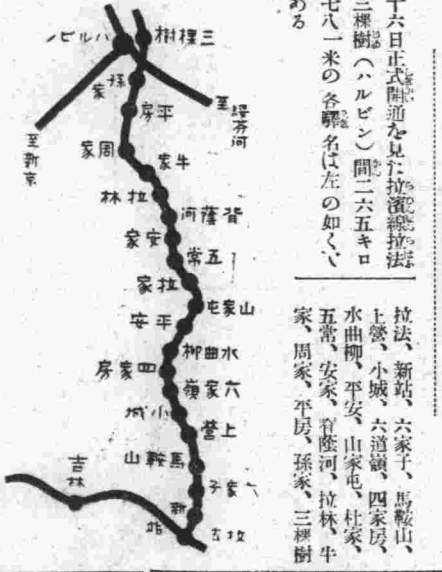 十六日正式開通を見た拉濱線拉法
三棵樹(ハルビン)間二六五キロ
七八一米の各驛名は左の如く、
ある
拉法、新站、六家子、馬鞍山、
上營、小城、六道嶺、四家房、
水曲柳、平安、山家屯、杜家、
五常、安家、背蔭河、拉林、牛
家、周家、平房、孫家、三棵樹
三棵樹
ハルビン
孫家
至綏芬河
平房
至新京
周家
牛家
拉林
背蔭河
安家
五常
拉家
山家屯
平安
水曲柳
四家房
六家嶺
小城
上營
馬鞍山
六家子
吉林
新站
拉法